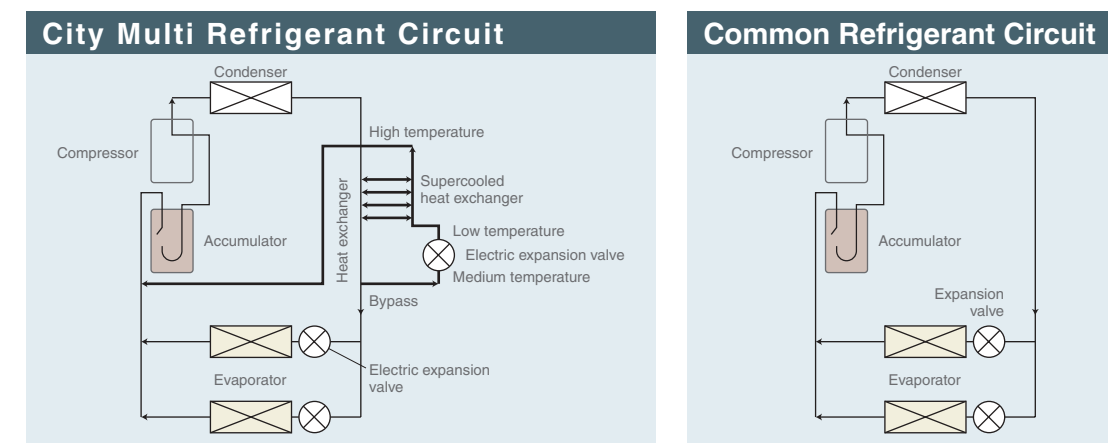 City Multi Refrigerant Circuit
Condenser
High temperature
Compressor
Supercooled
heat exchanger
Heat exchanger
Low temperature
Accumulator
Electric expansion valve
Medium temperature
Bypass
Electric expansion
valve
Evaporator
Common Refrigerant Circuit
Condenser
Compressor
Accumulator
Expansion
valve
Evaporator